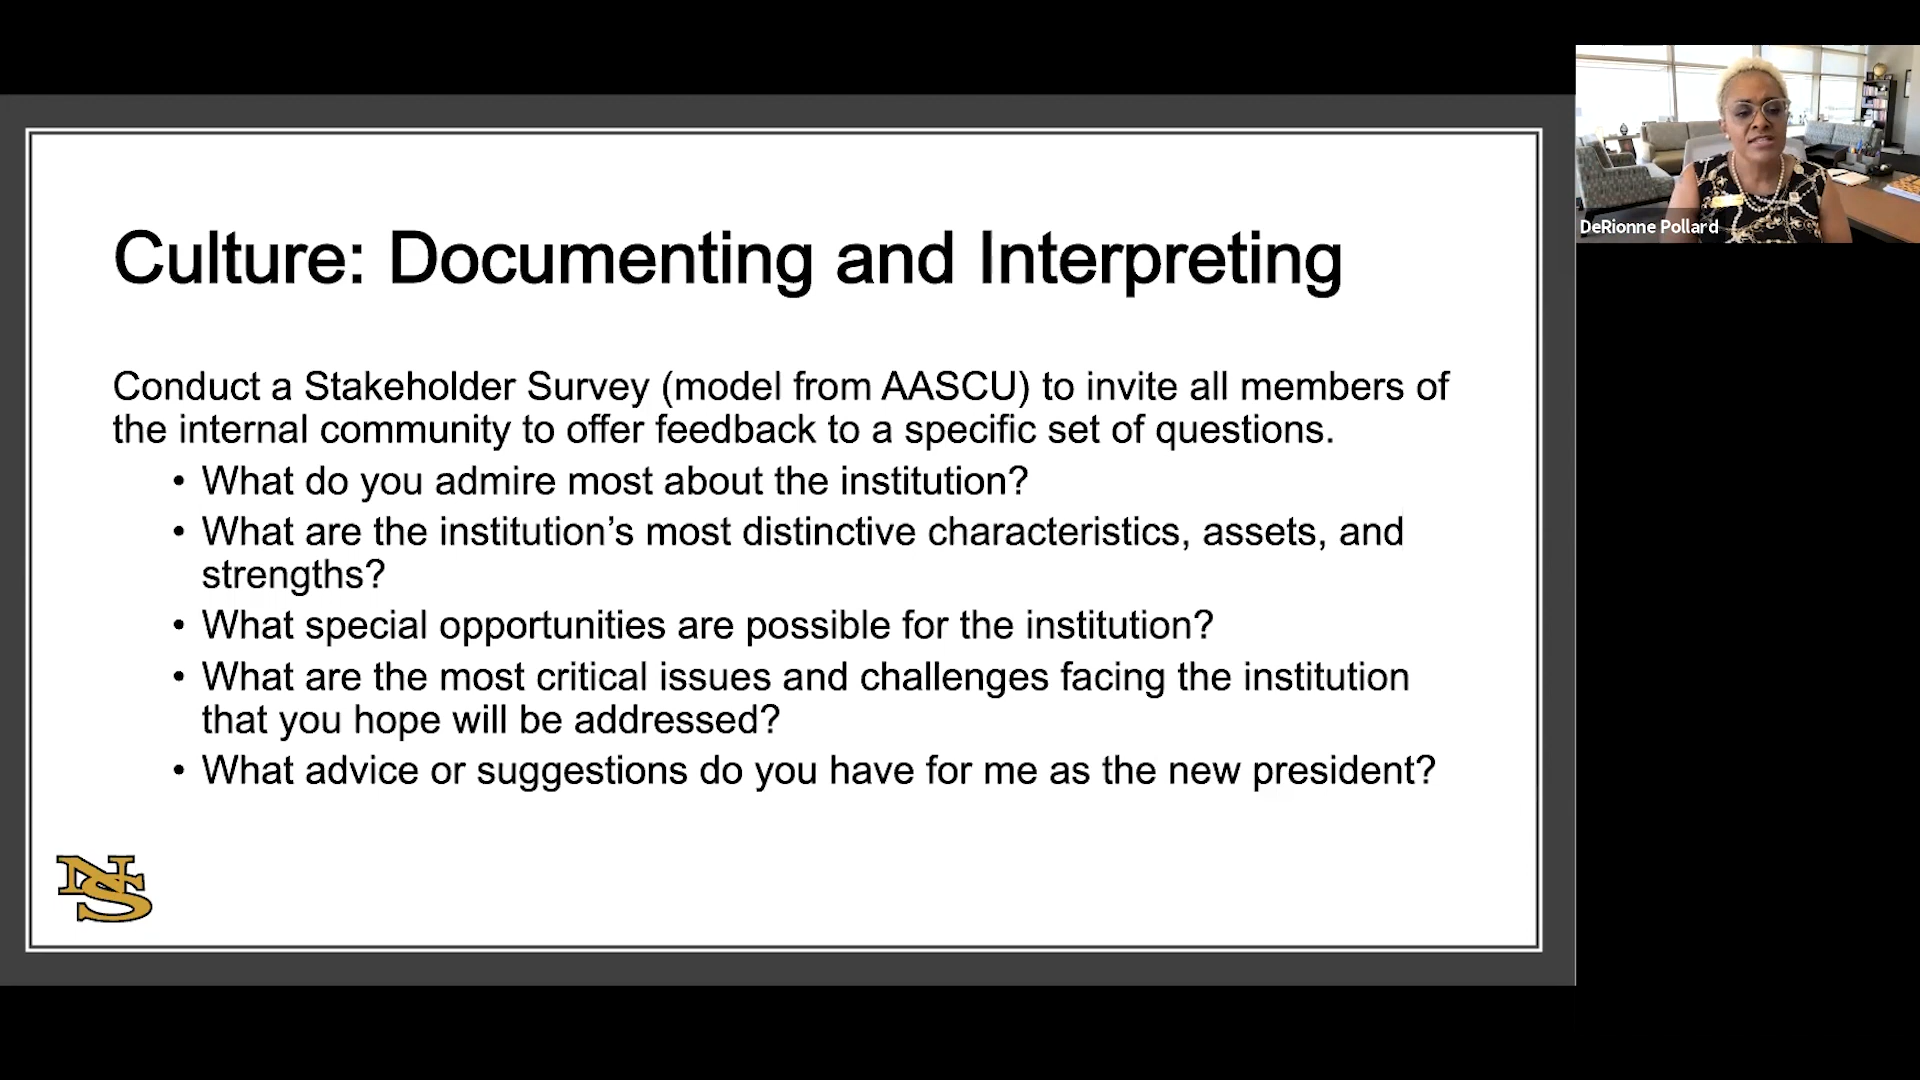 Culture: Documenting and Interpreting
Conduct a Stakeholder Survey (model from AASCU) to invite all members of
the internal community to offer feedback to a specific set of questions.
• What do you admire most about the institution?
• What are the institution’s most distinctive characteristics, assets, and
strengths?
• What special opportunities are possible for the institution?
• What are the most critical issues and challenges facing the institution
that you hope will be addressed?
• What advice or suggestions do you have for me as the new president?
NS
DeRionne Pollard